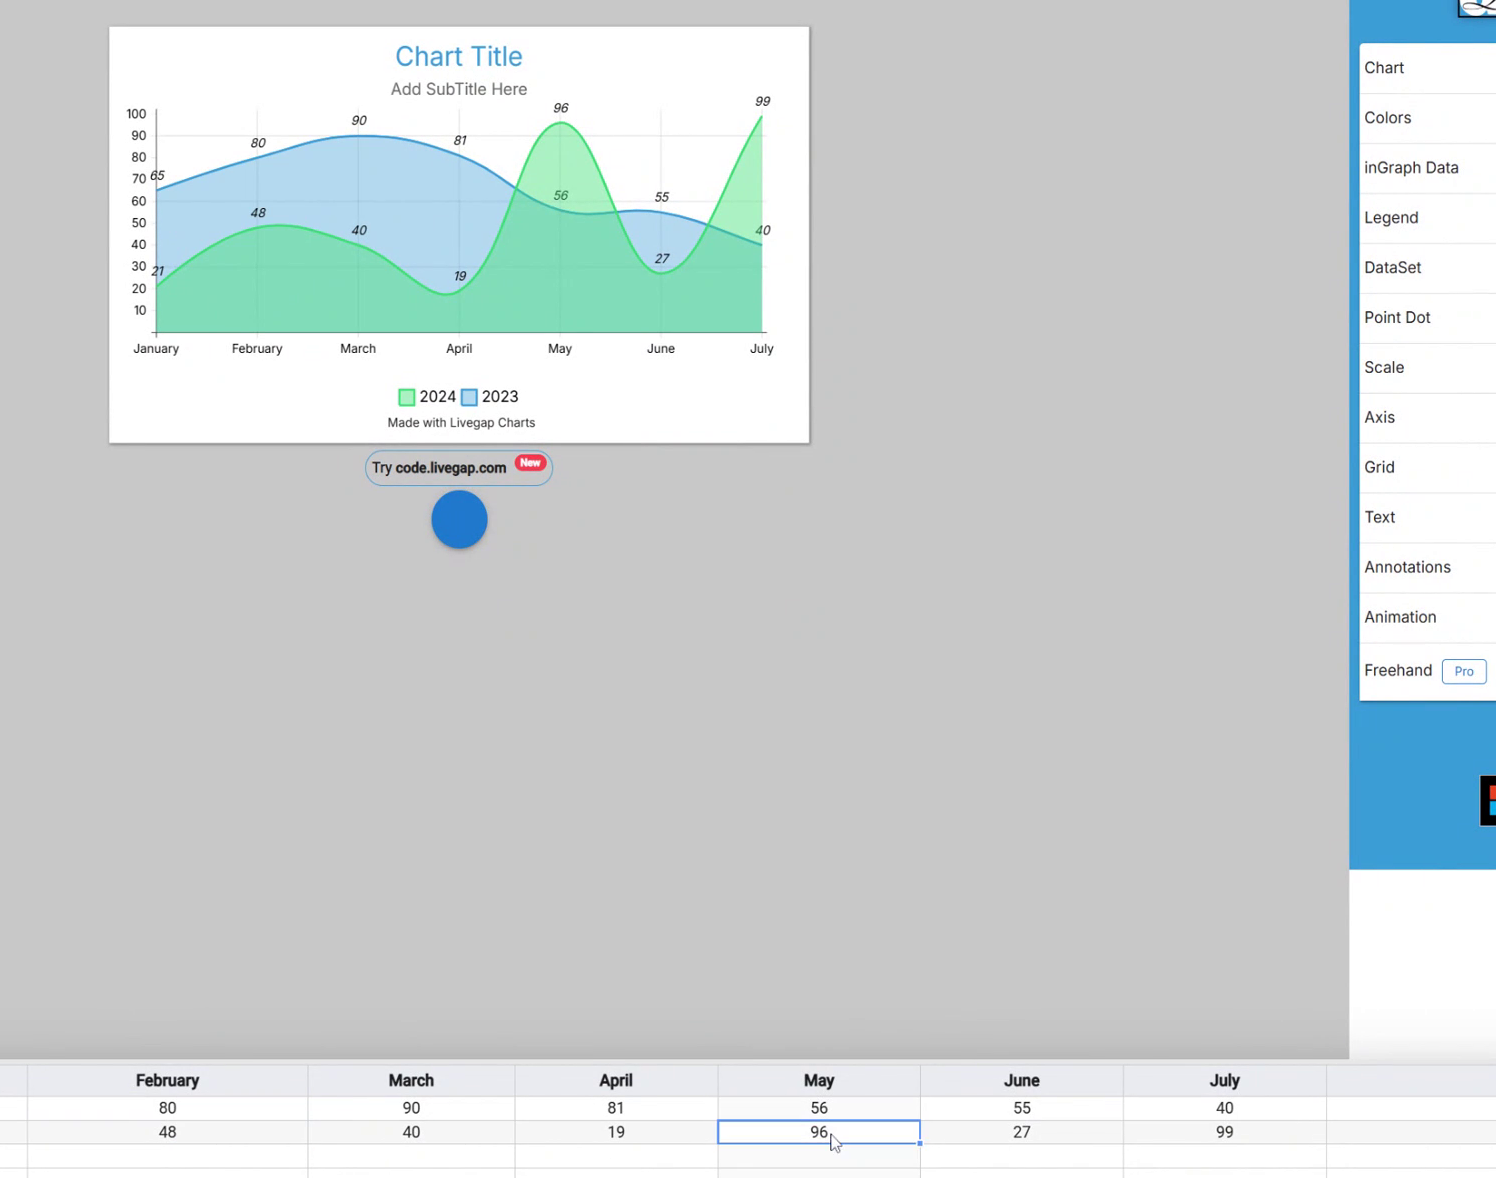 Chart Title
Add SubTitle Here
96
99
100
90
90
80
81
80
70
65
60
56
55
50
48
40
40
40
30
21
27
20
19
10
January February March April May June July
2024 2023
Made with Livegap Charts
Try code.livegap.com New
Chart
Colors
inGraph Data
Legend
DataSet
Point Dot
Scale
Axis
Grid
Text
Annotations
Animation
Freehand Pro
February March April May June July
80 90 81 56 55 40
48 40 19 96 27 99